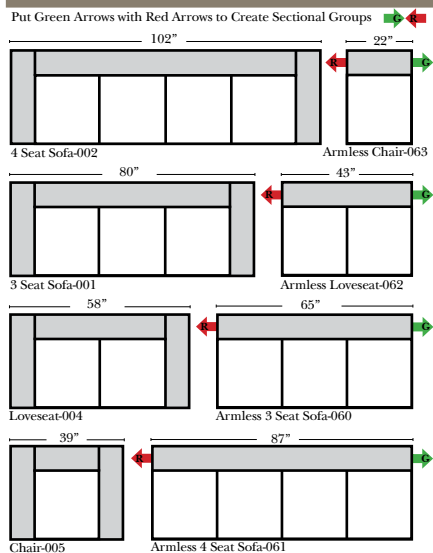 Put Green Arrows with Red Arrows to Create Sectional Groups G R
102” 22”
R G
4 Seat Sofa-002 Armless Chair-063
80” 43”
R G
3 Seat Sofa-001 Armless Loveseat-062
58” 65”
R G
Loveseat-004 Armless 3 Seat Sofa-060
39” 87”
R G
Chair-005 Armless 4 Seat Sofa-061